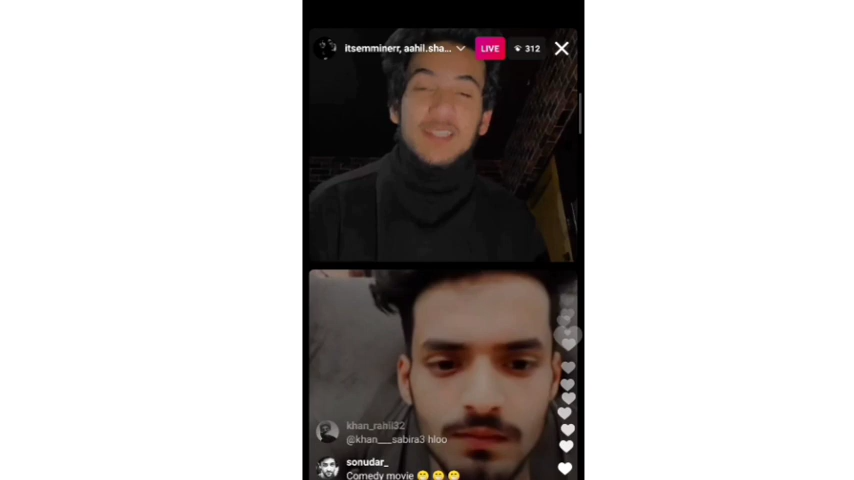 itsemminerr, aahil.sha... LIVE 312
khan_rahil32
@khan___sabira3 hloo
sonudar_
Comedy movie 😁 😁 😁